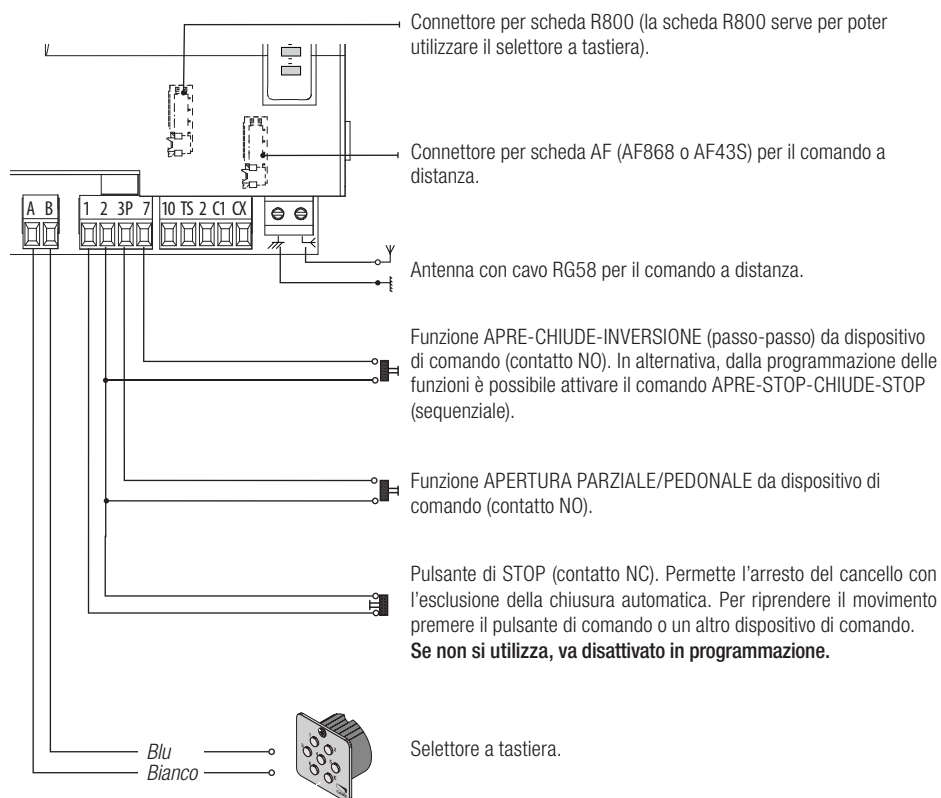 Connettore per scheda R800 (la scheda R800 serve per poter
utilizzare il selettore a tastiera).
Connettore per scheda AF (AF868 o AF43S) per il comando a
distanza.
A B 1 2 3P 7 10 TS 2 C1 CX
Antenna con cavo RG58 per il comando a distanza.
Funzione APRE-CHIUDE-INVERSIONE (passo-passo) da dispositivo
di comando (contatto NO). In alternativa, dalla programmazione delle
funzioni è possibile attivare il comando APRE-STOP-CHIUDE-STOP
(sequenziale).
Funzione APERTURA PARZIALE/PEDONALE da dispositivo di
comando (contatto NO).
Pulsante di STOP (contatto NC). Permette l'arresto del cancello con
l'esclusione della chiusura automatica. Per riprendere il movimento
premere il pulsante di comando o un altro dispositivo di comando.
Se non si utilizza, va disattivato in programmazione.
Blu
Bianco
Selettore a tastiera.